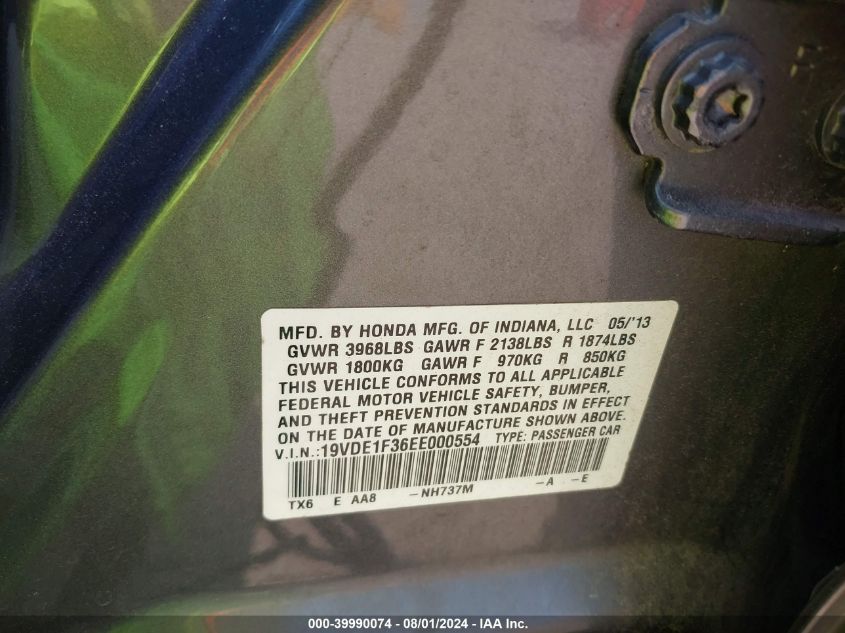 MFD. BY HONDA MFG. OF INDIANA, LLC 05/'13
GVWR 3968LBS GAWR F 2138LBS R 1874LBS
GVWR 1800KG GAWR F 970KG R 850KG
THIS VEHICLE CONFORMS TO ALL APPLICABLE
FEDERAL MOTOR VEHICLE SAFETY, BUMPER,
AND THEFT PREVENTION STANDARDS IN EFFECT
ON THE DATE OF MANUFACTURE SHOWN ABOVE.
V.I.N.:19VDE1F36EE000554 TYPE: PASSENGER CAR
TX6 E AA8 -NH737M -A -E
000-39990074 - 08/01/2024 - IAA Inc.